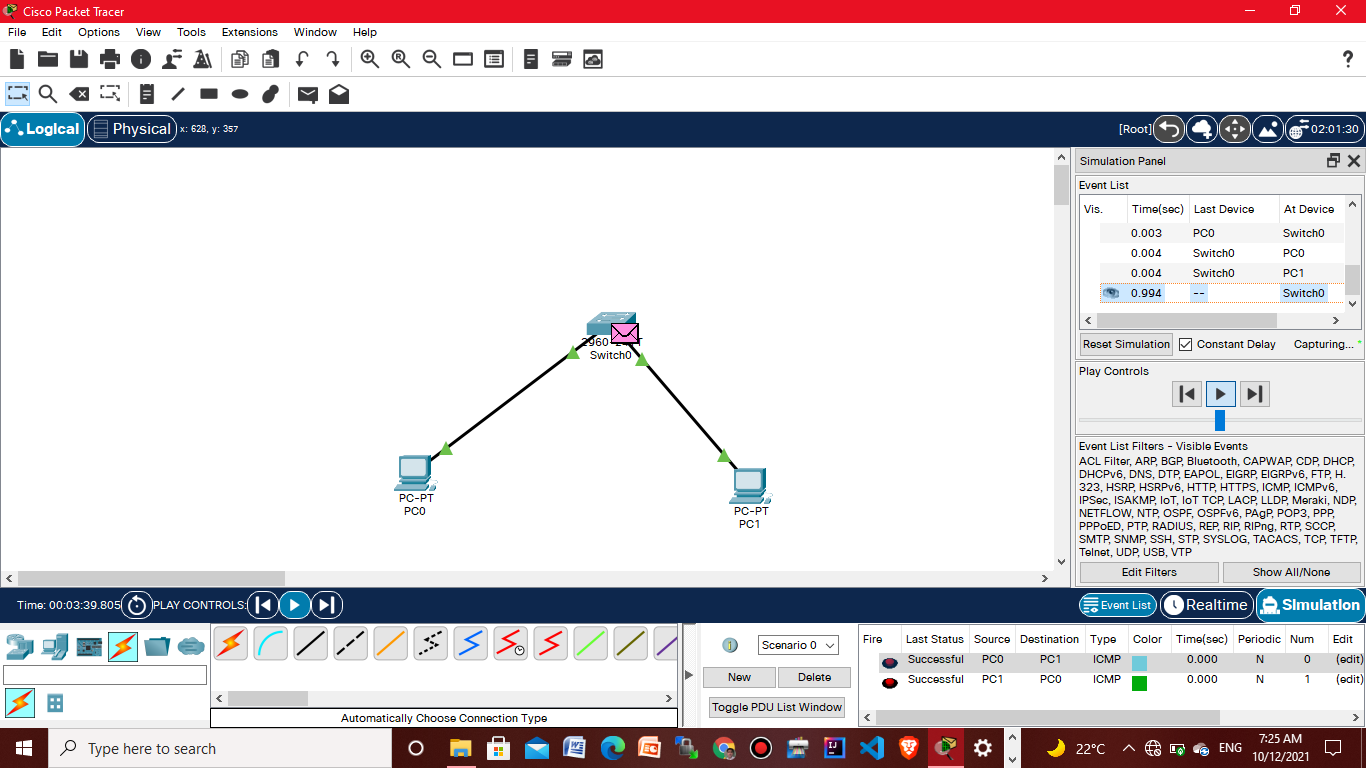 Cisco Packet Tracer
File Edit Options View Tools Extensions Window Help
Logical Physical x: 628, y: 357 [Root] 02:01:30
Simulation Panel
Event List
Vis. Time(sec) Last Device At Device
0.003 PC0 Switch0
0.004 Switch0 PC0
0.004 Switch0 PC1
0.994 -- Switch0
Reset Simulation Constant Delay Capturing...
Play Controls
Event List Filters - Visible Events
ACL Filter, ARP, BGP, Bluetooth, CAPWAP, CDP, DHCP,
DHCPv6, DNS, DTP, EAPOL, EIGRP, EIGRPv6, FTP, H.
323, HSRP, HSRPv6, HTTP, HTTPS, ICMP, ICMPv6,
IPSec, ISAKMP, IoT, IoT TCP, LACP, LLDP, Meraki, NDP,
NETFLOW, NTP, OSPF, OSPFv6, PAgP, POP3, PPP,
PPPoED, PTP, RADIUS, REP, RIP, RIPng, RTP, SCCP,
SMTP, SNMP, SSH, STP, SYSLOG, TACACS, TCP, TFTP,
Telnet, UDP, USB, VTP
Edit Filters Show All/None
Switch0
PC-PT
PC0
PC-PT
PC1
Time: 00:03:39.805 PLAY CONTROLS: Event List Realtime Simulation
Automatically Choose Connection Type
Scenario 0
New Delete
Toggle PDU List Window
Fire Last Status Source Destination Type Color Time(sec) Periodic Num Edit
Successful PC0 PC1 ICMP 0.000 N 0 (edit)
Successful PC1 PC0 ICMP 0.000 N 1 (edit)
Type here to search
22°C ENG 7:25 AM
10/12/2021